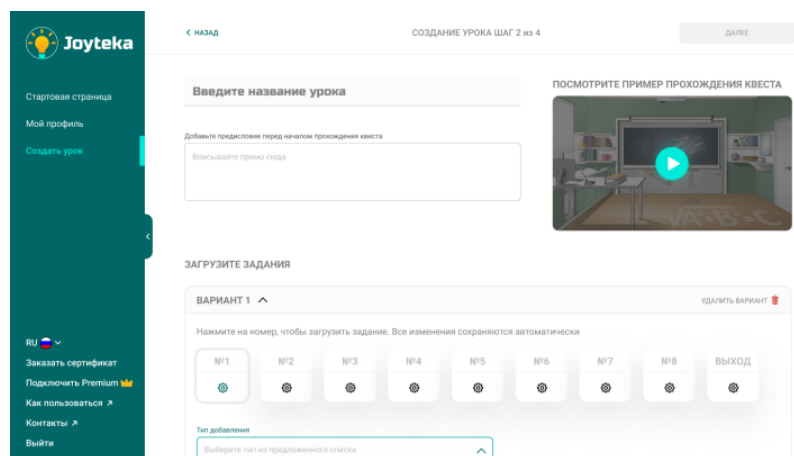 Joyteka
Стартовая страница
Мой профиль
Создать урок
RU
Заказать сертификат
Подключить Premium
Как пользоваться
Контакты
Выйти
НАЗАД
СОЗДАНИЕ УРОКА ШАГ 2 из 4
ДАЛЕЕ
Введите название урока
Добавьте предисловие перед началом прохождения квеста
Вписывайте прямо сюда
ПОСМОТРИТЕ ПРИМЕР ПРОХОЖДЕНИЯ КВЕСТА
ЗАГРУЗИТЕ ЗАДАНИЯ
ВАРИАНТ 1
УДАЛИТЬ ВАРИАНТ
Нажмите на номер, чтобы загрузить задание. Все изменения сохраняются автоматически
№1 №2 №3 №4 №5 №6 №7 №8 ВЫХОД
Тип добавления
Выберите тип из предложенного списка